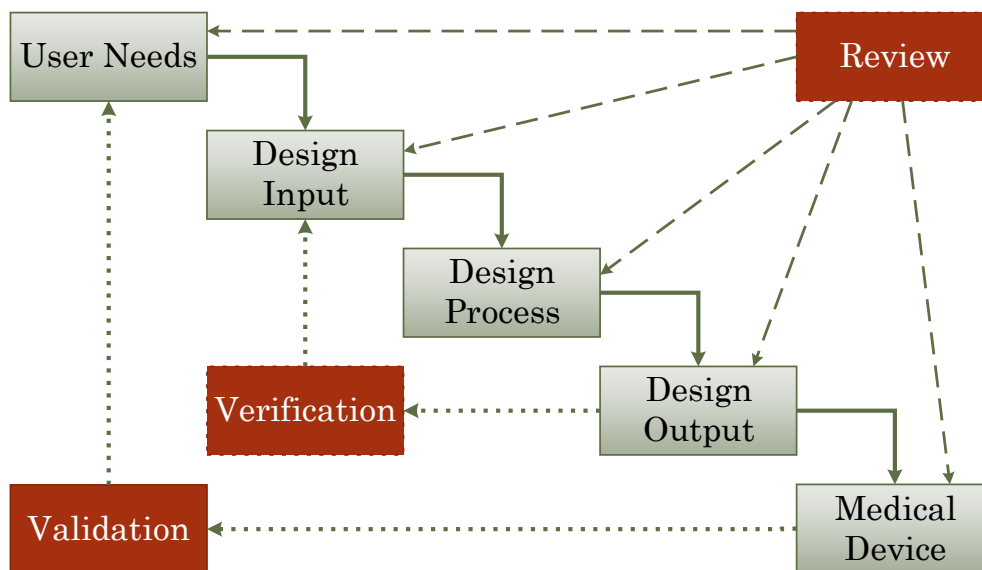 User Needs
Review
Design
Input
Design
Process
Verification
Design
Output
Validation
Medical
Device